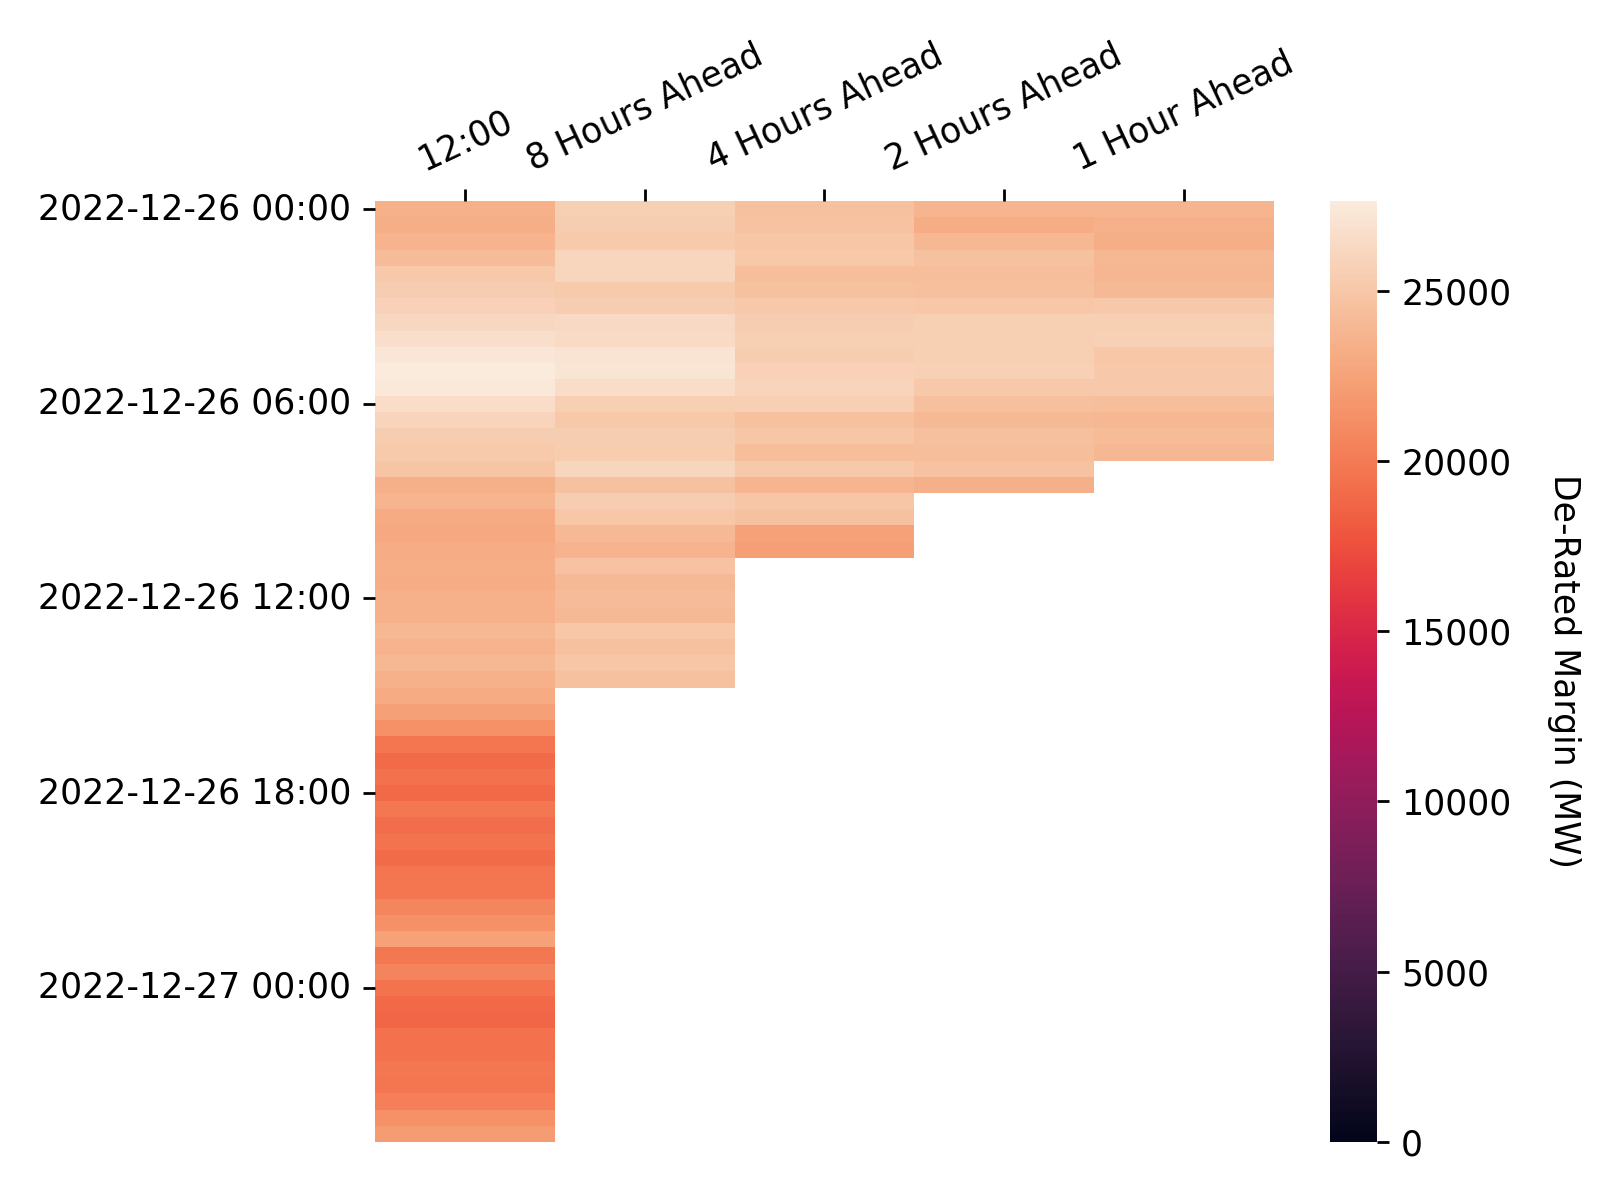 12:00
8 Hours Ahead
4 Hours Ahead
2 Hours Ahead
1 Hour Ahead
2022-12-26 00:00
2022-12-26 06:00
2022-12-26 12:00
2022-12-26 18:00
2022-12-27 00:00
25000
20000
15000
10000
5000
0
De-Rated Margin (MW)